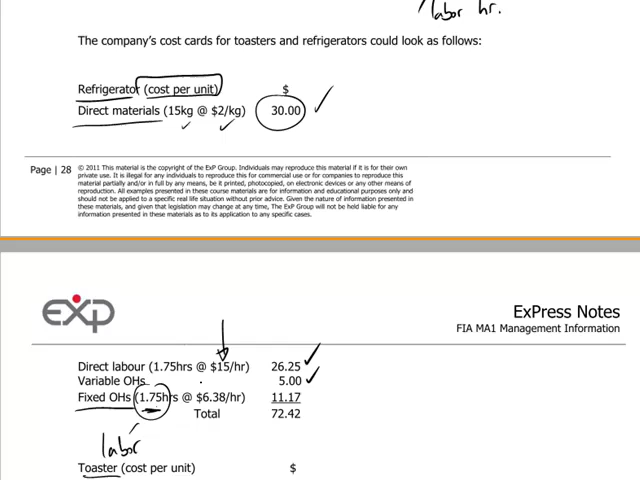 labor hr.
The company's cost cards for toasters and refrigerators could look as follows:
Refrigerator (cost per unit) $
Direct materials (15kg @ $2/kg) 30.00
Page | 28 © 2011 This material is the copyright of the ExP Group. Individuals may reproduce this material if it is for their own
private use. It is illegal for any individuals to reproduce this for commercial use or for companies to reproduce this
material partially and/or in full by any means, be it printed, photocopied, on electronic devices or any other means of
reproduction. All examples presented in these course materials are for information and educational purposes only and
should not be applied to a specific real life situation without prior advice. Given the nature of information presented in
these materials, and given that legislation may change at any time, The ExP Group will not be held liable for any
information presented in these materials as to its application to any specific cases.
exp
ExPress Notes
FIA MA1 Management Information
Direct labour (1.75hrs @ $15/hr) 26.25
Variable OHs 5.00
Fixed OHs (1.75hrs @ $6.38/hr) 11.17
Total 72.42
labor
Toaster (cost per unit) $